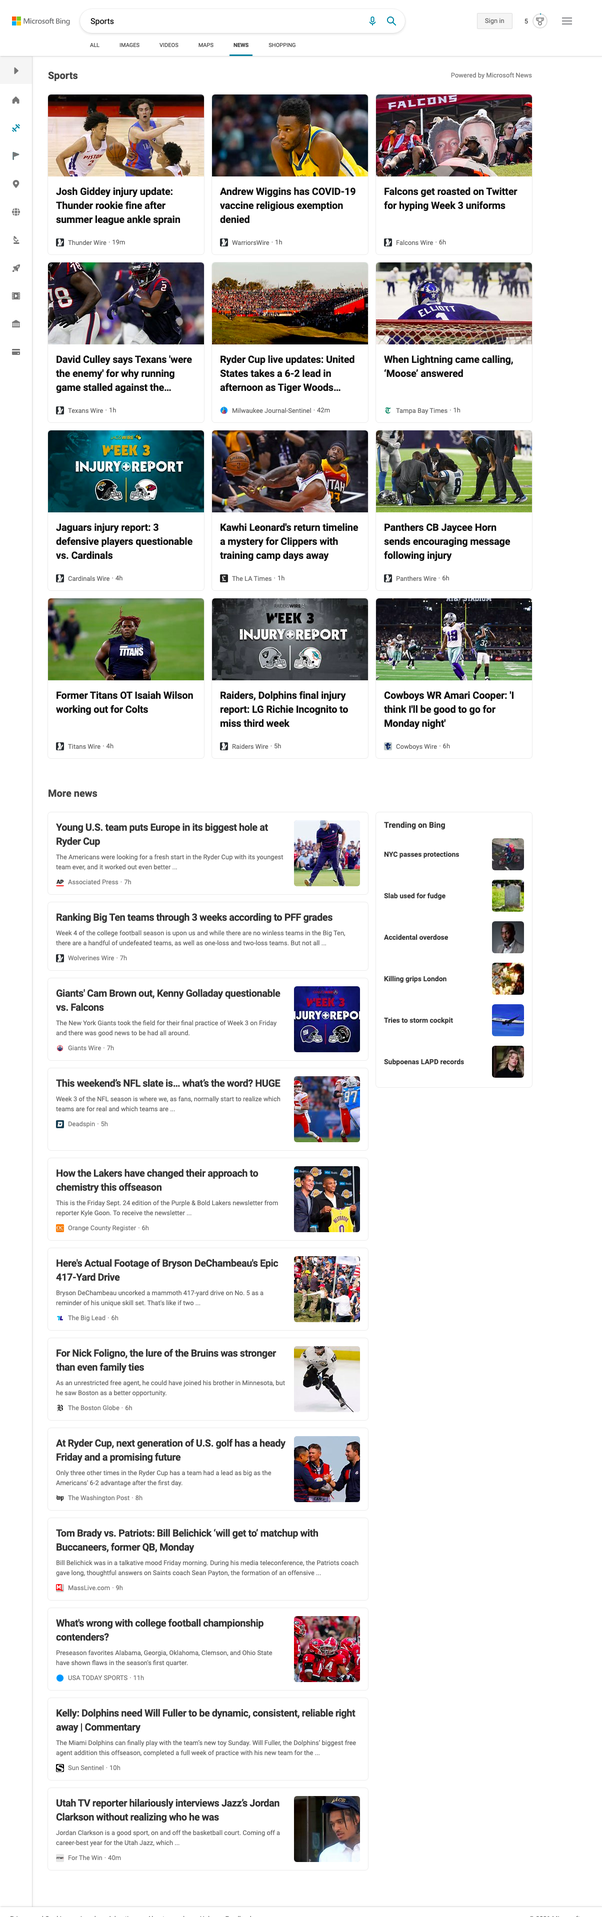 Microsoft Bing
Sports
Sign in
5
ALL
IMAGES
VIDEOS
MAPS
NEWS
SHOPPING
Sports
Powered by Microsoft News
Josh Giddey injury update:
Thunder rookie fine after
summer league ankle sprain
Thunder Wire · 19m
Andrew Wiggins has COVID-19
vaccine religious exemption
denied
WarriorsWire · 1h
FALCONS
Falcons get roasted on Twitter
for hyping Week 3 uniforms
Falcons Wire · 6h
78
2
David Culley says Texans 'were
the enemy' for why running
game stalled against the...
Texans Wire · 1h
Ryder Cup live updates: United
States takes a 6-2 lead in
afternoon as Tiger Woods...
Milwaukee Journal-Sentinel · 42m
ELLIOTT
When Lightning came calling,
‘Moose’ answered
Tampa Bay Times · 1h
WEEK 3
INJURY+REPORT
Jaguars injury report: 3
defensive players questionable
vs. Cardinals
Cardinals Wire · 4h
UTAH
Kawhi Leonard's return timeline
a mystery for Clippers with
training camp days away
The LA Times · 1h
8
Panthers CB Jaycee Horn
sends encouraging message
following injury
Panthers Wire · 6h
TITANS
Former Titans OT Isaiah Wilson
working out for Colts
Titans Wire · 4h
WEEK 3
INJURY+REPORT
Raiders, Dolphins final injury
report: LG Richie Incognito to
miss third week
Raiders Wire · 5h
AT&T STADIUM
19
Cowboys WR Amari Cooper: 'I
think I'll be good to go for
Monday night'
Cowboys Wire · 6h
More news
Young U.S. team puts Europe in its biggest hole at
Ryder Cup
The Americans were looking for a fresh start in the Ryder Cup with its youngest
team ever, and it worked out even better ...
AP Associated Press · 7h
Ranking Big Ten teams through 3 weeks according to PFF grades
Week 4 of the college football season is upon us and while there are no winless teams in the Big Ten,
there are a handful of undefeated teams, as well as one-loss and two-loss teams. But not all ...
Wolverines Wire · 7h
Giants' Cam Brown out, Kenny Golladay questionable
vs. Falcons
The New York Giants took the field for their final practice of Week 3 on Friday
and there was good news to be had all around.
Giants Wire · 7h
WEEK 3
JURY+REPOR
This weekend’s NFL slate is... what’s the word? HUGE
Week 3 of the NFL season is where we, as fans, normally start to realize which
teams are for real and which teams are ...
Deadspin · 5h
97
How the Lakers have changed their approach to
chemistry this offseason
This is the Friday Sept. 24 edition of the Purple & Bold Lakers newsletter from
reporter Kyle Goon. To receive the newsletter ...
Orange County Register · 6h
0
Here's Actual Footage of Bryson DeChambeau's Epic
417-Yard Drive
Bryson DeChambeau uncorked a mammoth 417-yard drive on No. 5 as a
reminder of his unique skill set. That's like if two ...
The Big Lead · 6h
For Nick Foligno, the lure of the Bruins was stronger
than even family ties
As an unrestricted free agent, he could have joined his brother in Minnesota, but
he saw Boston as a better opportunity.
The Boston Globe · 6h
At Ryder Cup, next generation of U.S. golf has a heady
Friday and a promising future
Only three other times in the Ryder Cup has a team had a lead as big as the
Americans' 6-2 advantage after the first day.
wp The Washington Post · 8h
Tom Brady vs. Patriots: Bill Belichick ‘will get to’ matchup with
Buccaneers, former QB, Monday
Bill Belichick was in a talkative mood Friday morning. During his media teleconference, the Patriots coach
gave long, thoughtful answers on Saints coach Sean Payton, the formation of an offensive ...
MassLive.com · 9h
What's wrong with college football championship
contenders?
Preseason favorites Alabama, Georgia, Oklahoma, Clemson, and Ohio State
have shown flaws in the season's first quarter.
USA TODAY SPORTS · 11h
Kelly: Dolphins need Will Fuller to be dynamic, consistent, reliable right
away | Commentary
The Miami Dolphins can finally play with the team's new toy Sunday. Will Fuller, the Dolphins' biggest free
agent addition this offseason, completed a full week of practice with his new team for the ...
Sun Sentinel · 10h
Utah TV reporter hilariously interviews Jazz’s Jordan
Clarkson without realizing who he was
Jordan Clarkson is a good sport, on and off the basketball court. Coming off a
career-best year for the Utah Jazz, which ...
For The Win · 40m
Trending on Bing
NYC passes protections
Slab used for fudge
Accidental overdose
Killing grips London
Tries to storm cockpit
Subpoenas LAPD records